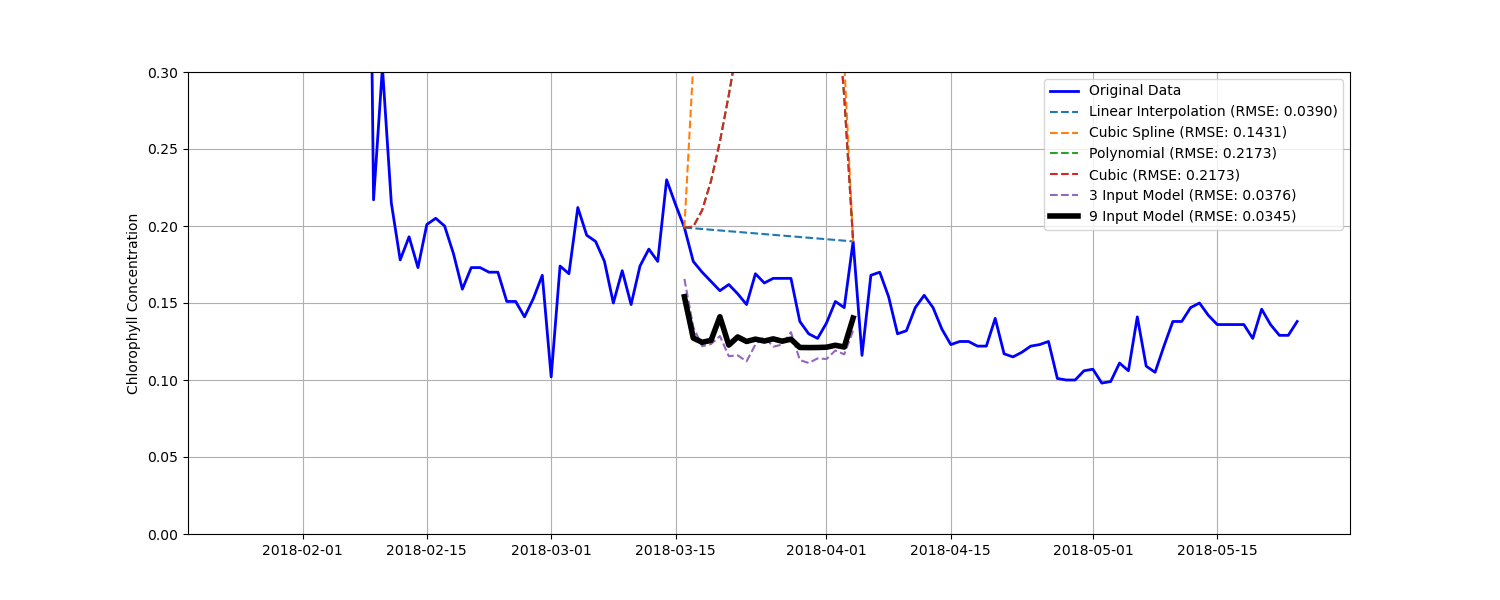 0.30
0.25
0.20
0.15
0.10
0.05
0.00
Chlorophyll Concentration
2018-02-01 2018-02-15 2018-03-01 2018-03-15 2018-04-01 2018-04-15 2018-05-01 2018-05-15
Original Data
Linear Interpolation (RMSE: 0.0390)
Cubic Spline (RMSE: 0.1431)
Polynomial (RMSE: 0.2173)
Cubic (RMSE: 0.2173)
3 Input Model (RMSE: 0.0376)
9 Input Model (RMSE: 0.0345)